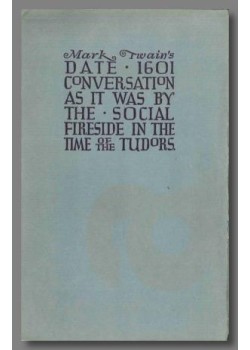 Mark Twain's
DATE · 1601
CONVERSATION
AS IT WAS BY
THE · SOCIAL
FIRESIDE IN THE
TIME OF THE TUDORS.